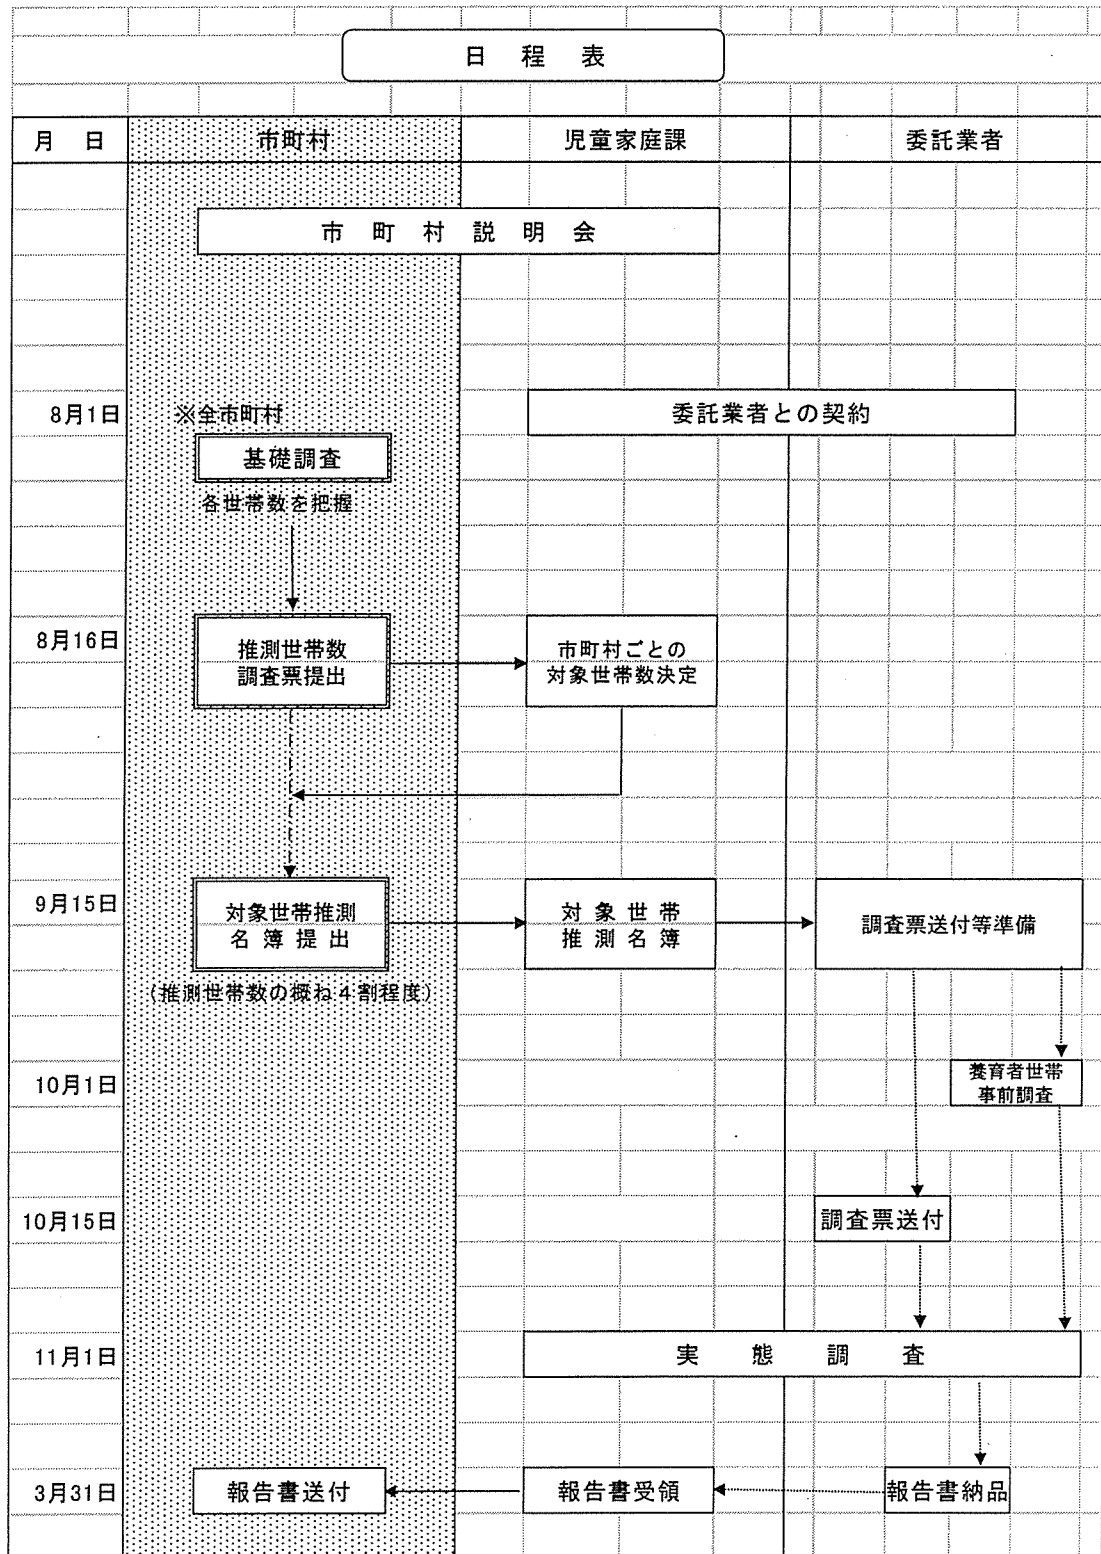 日 程 表
月 日
市町村
児童家庭課
委託業者
市 町 村 説 明 会
8月1日
※全市町村
委託業者との契約
基礎調査
各世帯数を把握
8月16日
推測世帯数
調査票提出
市町村ごとの
対象世帯数決定
9月15日
対象世帯推測
名 簿 提 出
対 象 世 帯
推 測 名 簿
調査票送付等準備
（推測世帯数の概ね４割程度）
10月1日
養育者世帯
事前調査
10月15日
調査票送付
11月1日
実 態 調 査
3月31日
報告書送付
報告書受領
報告書納品